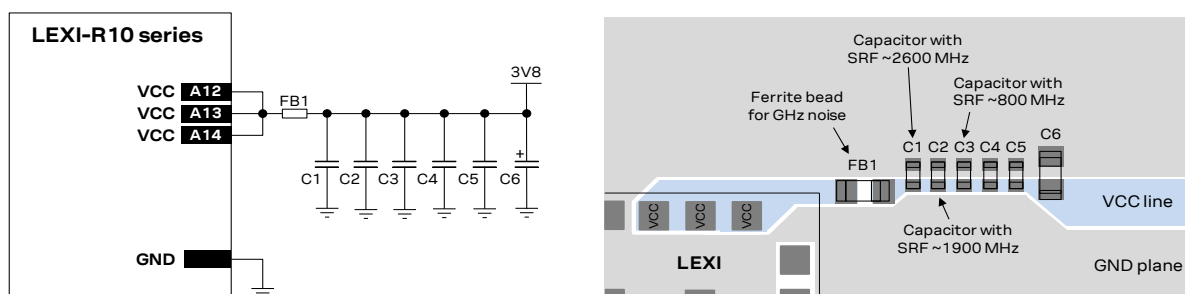 LEXI-R10 series
3V8
VCC A12
FB1
VCC A13
VCC A14
+
C1 C2 C3 C4 C5 C6
GND
Capacitor with
SRF ~2600 MHz
Capacitor with
SRF ~800 MHz
Ferrite bead
for GHz noise
FB1
C1 C2 C3 C4 C5
C6
VCC VCC VCC
VCC line
Capacitor with
SRF ~1900 MHz
LEXI
GND plane